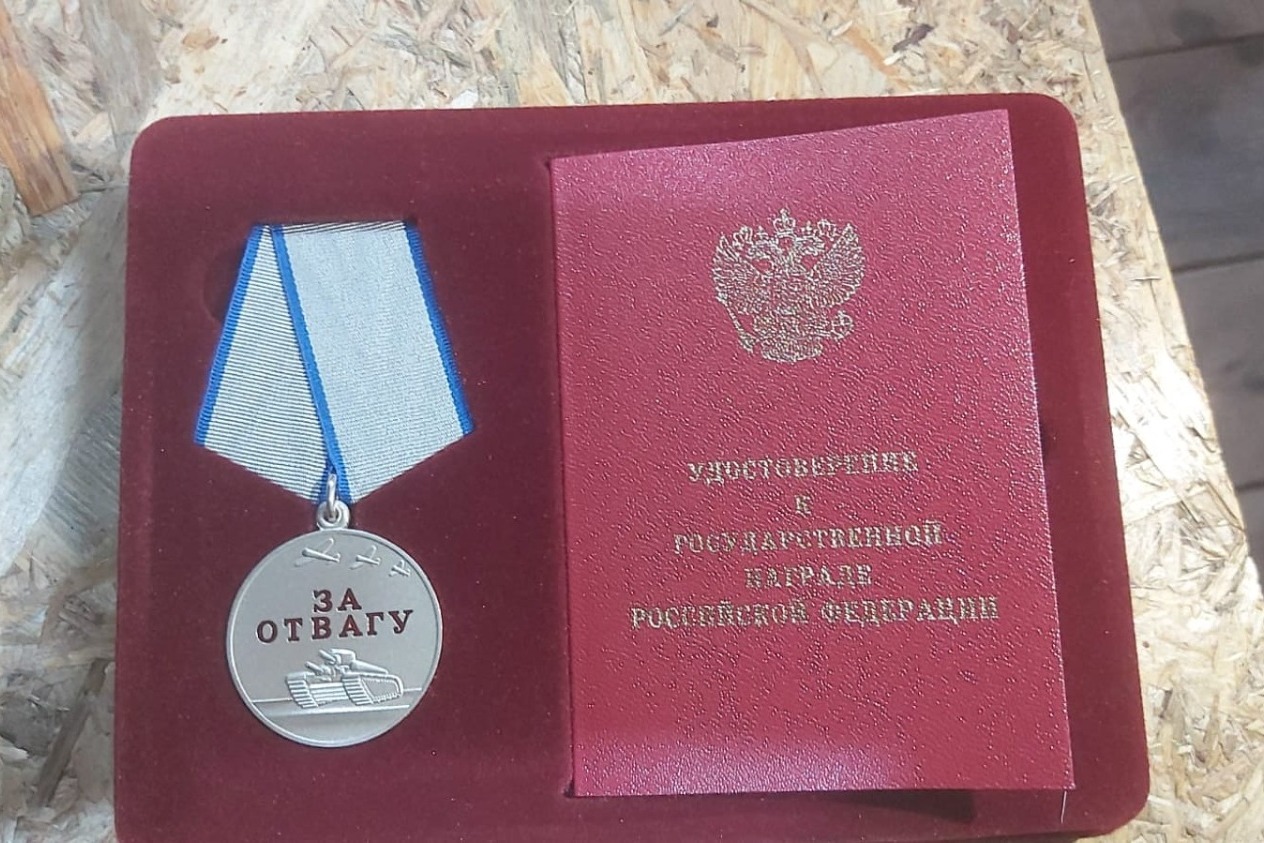 ЗА
ОТВАГУ
УДОСТОВЕРЕНИЕ
К
ГОСУДАРСТВЕННОЙ
НАГРАДЕ
РОССИЙСКОЙ ФЕДЕРАЦИИ